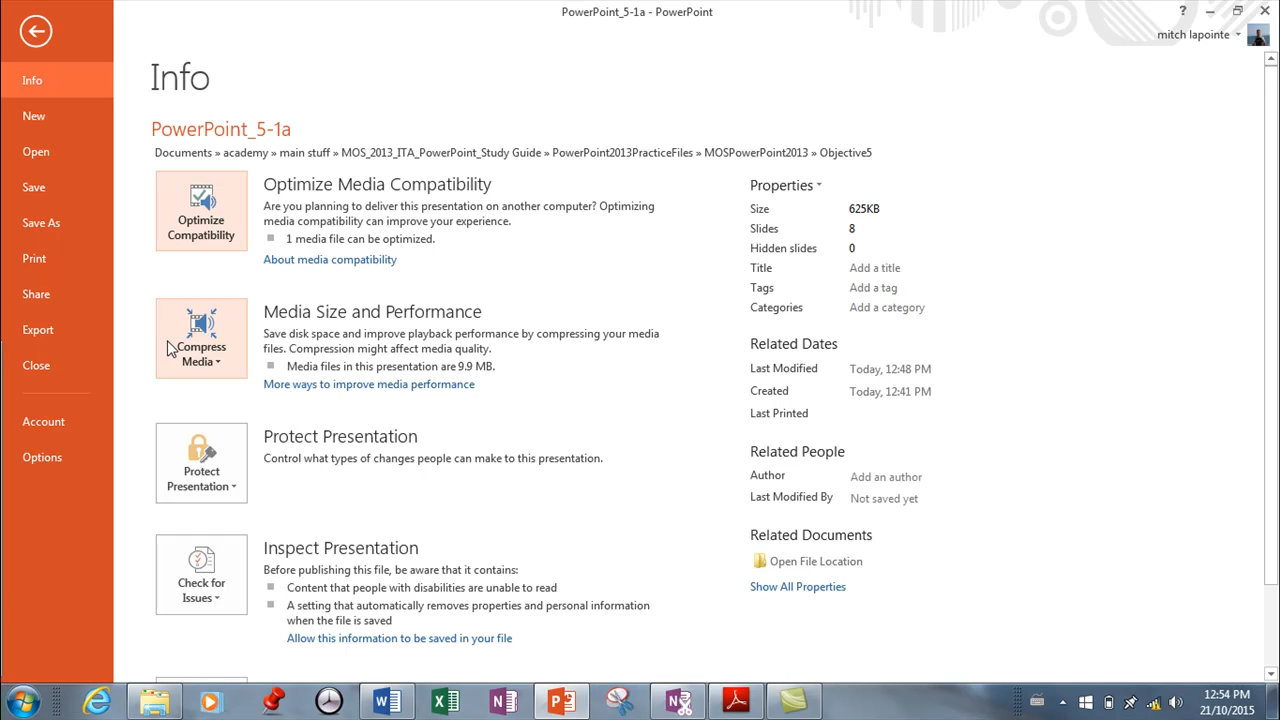 PowerPoint_5-1a - PowerPoint
?
mitch lapointe
Info
New
Open
Save
Save As
Print
Share
Export
Close
Account
Options
Info
PowerPoint_5-1a
Documents » academy » main stuff » MOS_2013_ITA_PowerPoint_Study Guide » PowerPoint2013PracticeFiles » MOSPowerPoint2013 » Objective5
Optimize
Compatibility
Optimize Media Compatibility
Are you planning to deliver this presentation on another computer? Optimizing
media compatibility can improve your experience.
1 media file can be optimized.
About media compatibility
Compress
Media
Media Size and Performance
Save disk space and improve playback performance by compressing your media
files. Compression might affect media quality.
Media files in this presentation are 9.9 MB.
More ways to improve media performance
Protect
Presentation
Protect Presentation
Control what types of changes people can make to this presentation.
Check for
Issues
Inspect Presentation
Before publishing this file, be aware that it contains:
Content that people with disabilities are unable to read
A setting that automatically removes properties and personal information
when the file is saved
Allow this information to be saved in your file
Properties
Size 625KB
Slides 8
Hidden slides 0
Title Add a title
Tags Add a tag
Categories Add a category
Related Dates
Last Modified Today, 12:48 PM
Created Today, 12:41 PM
Last Printed
Related People
Author Add an author
Last Modified By Not saved yet
Related Documents
Open File Location
Show All Properties
12:54 PM
21/10/2015